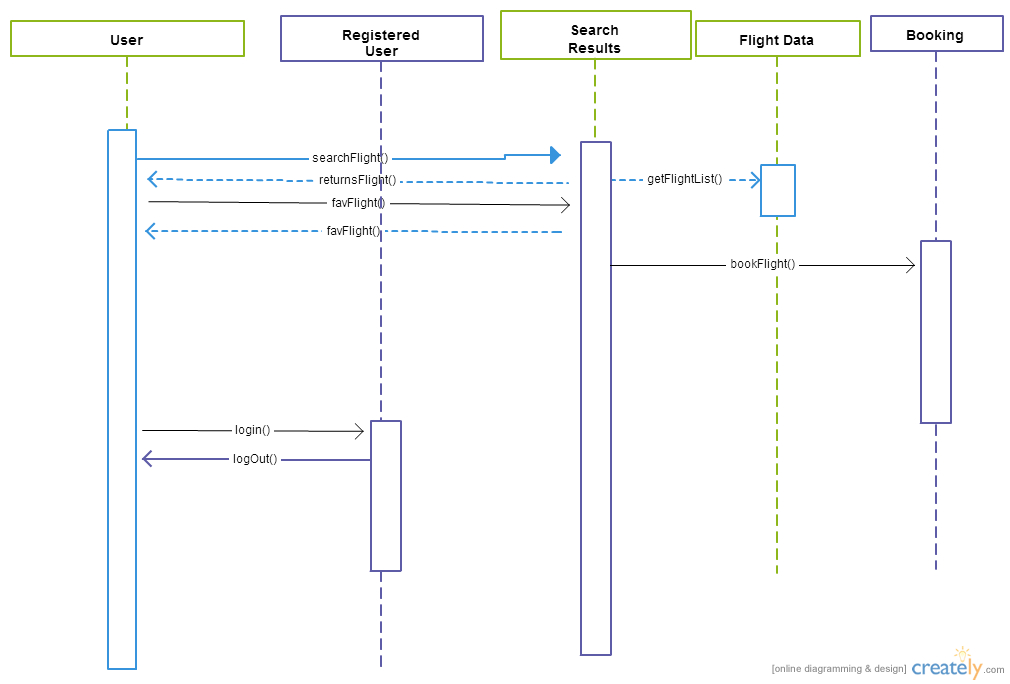 User
Registered
User
Search
Results
Flight Data
Booking
searchFlight()
returnsFlight()
getFlightList()
favFlight()
favFlight()
bookFlight()
login()
logOut()
[online diagramming & design] creately.com